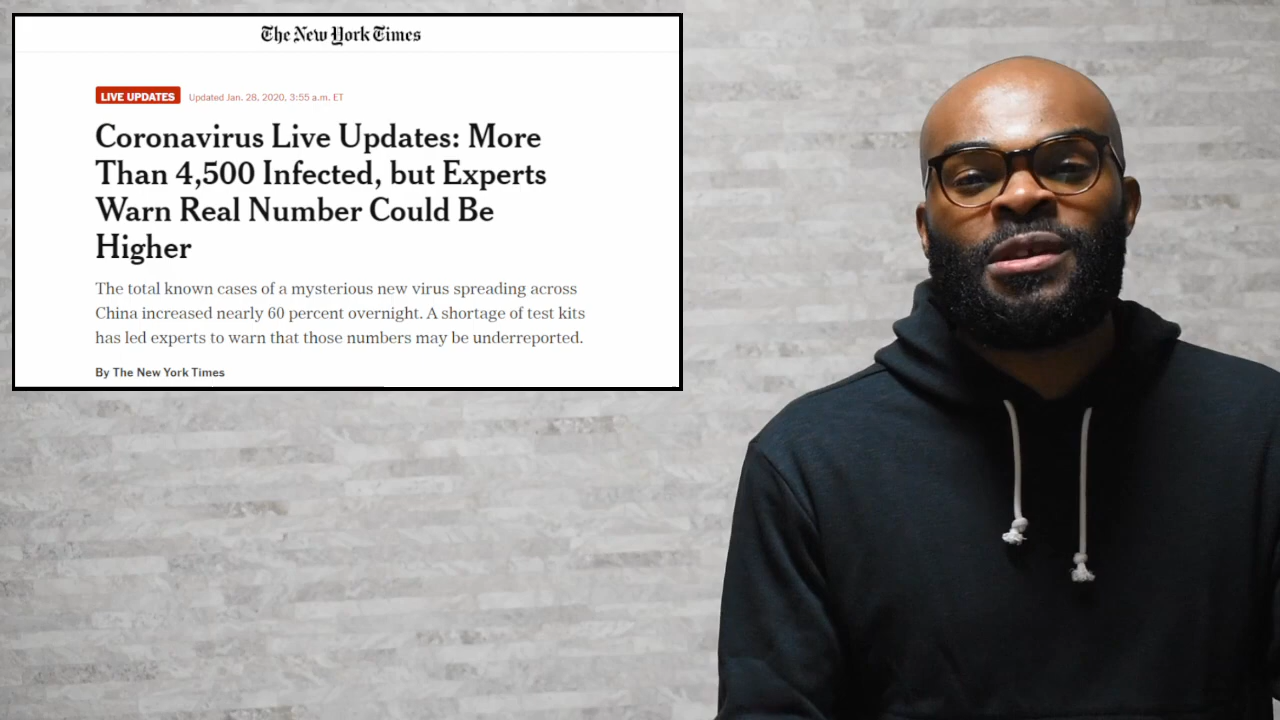 The New York Times
LIVE UPDATES Updated Jan. 28, 2020, 3:55 a.m. ET
Coronavirus Live Updates: More
Than 4,500 Infected, but Experts
Warn Real Number Could Be
Higher
The total known cases of a mysterious new virus spreading across
China increased nearly 60 percent overnight. A shortage of test kits
has led experts to warn that those numbers may be underreported.
By The New York Times